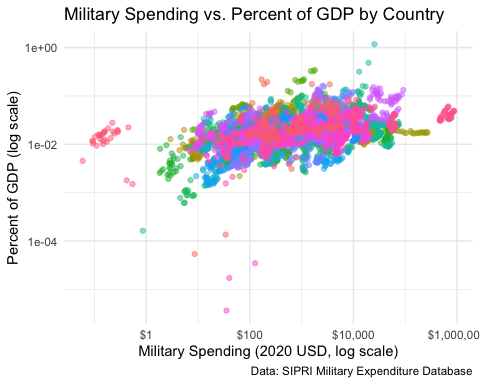 Military Spending vs. Percent of GDP by Country
Percent of GDP (log scale)
1e+00
1e-02
1e-04
$1
$100
$10,000
$1,000,00
Military Spending (2020 USD, log scale)
Data: SIPRI Military Expenditure Database